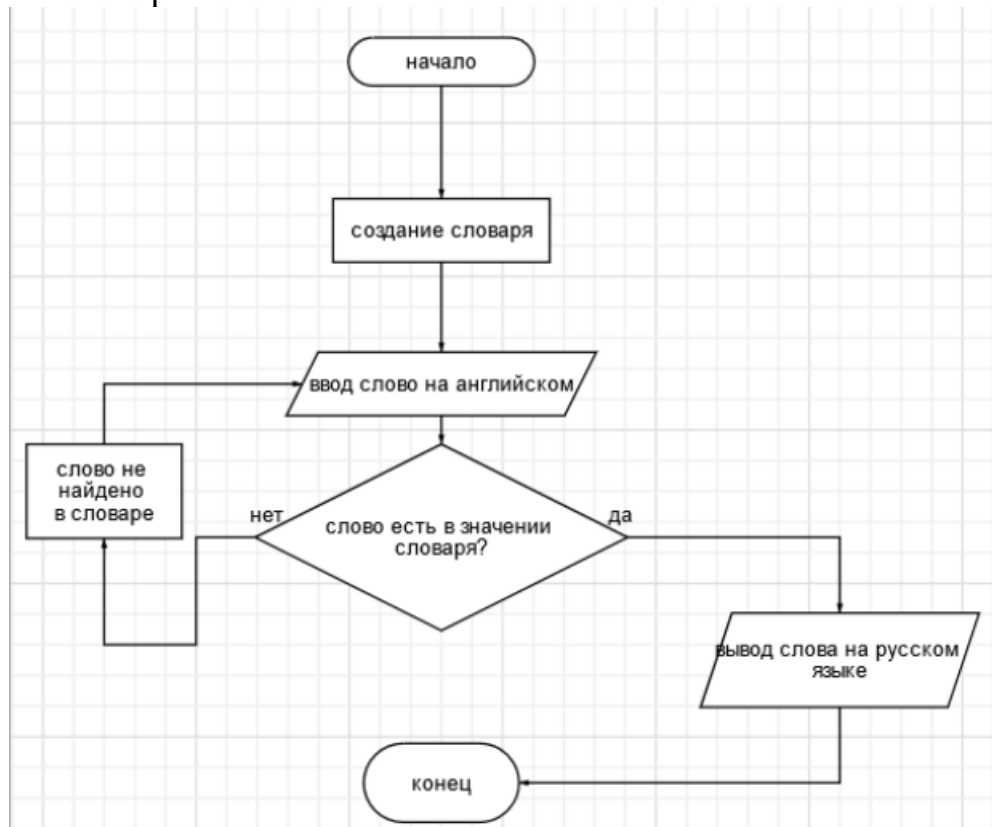 начало
создание словаря
ввод слово на английском
слово не
найдено
в словаре
нет
слово есть в значении
словаря?
да
вывод слова на русском
языке
конец